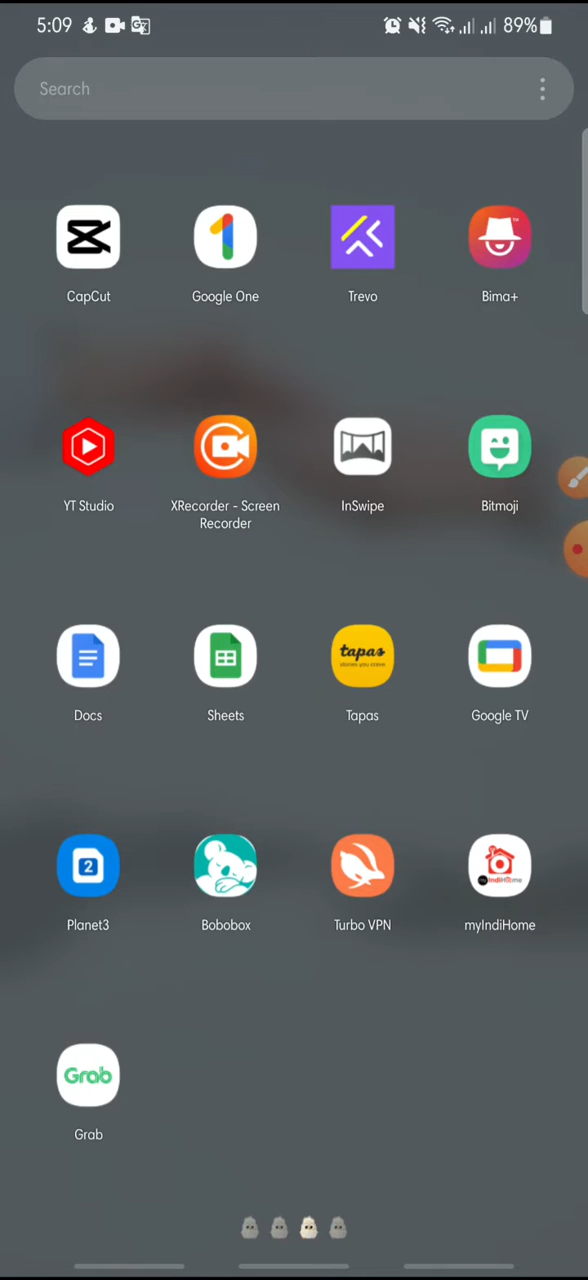 5:09
89%
Search
CapCut
Google One
Trevo
Bima+
YT Studio
XRecorder - Screen
Recorder
InSwipe
Bitmoji
tapas
stories you crave
Docs
Sheets
Tapas
Google TV
2
myIndiHome
Planet3
Bobobox
Turbo VPN
myIndiHome
Grab
Grab